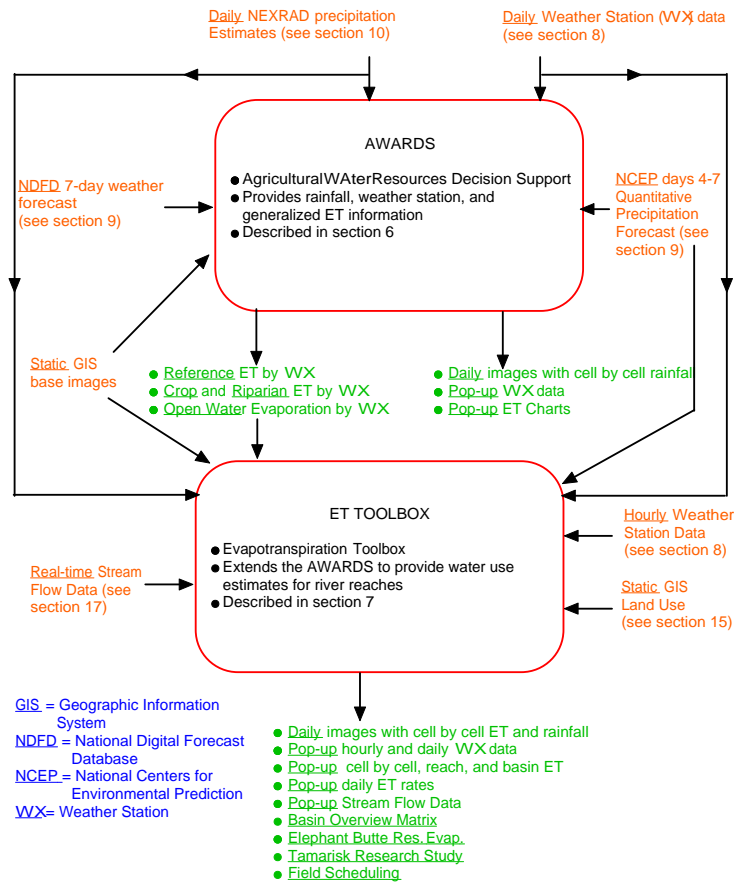 Daily NEXRAD precipitation
Estimates (see section 10)
Daily Weather Station (WX) data
(see section 8)
AWARDS
● AgriculturalWAterResources Decision Support
● Provides rainfall, weather station, and
generalized ET information
● Described in section 6
NDFD 7-day weather
forecast
(see section 9)
NCEP days 4-7
Quantitative
Precipitation
Forecast (see
section 9)
Static GIS
base images
● Reference ET by WX
● Crop and Riparian ET by WX
● Open Water Evaporation by WX
● Daily images with cell by cell rainfall
● Pop-up WX data
● Pop-up ET Charts
ET TOOLBOX
● Evapotranspiration Toolbox
● Extends the AWARDS to provide water use
estimates for river reaches
● Described in section 7
Real-time Stream
Flow Data (see
section 17)
Hourly Weather
Station Data
(see section 8)
Static GIS
Land Use
(see section 15)
GIS = Geographic Information
System
NDFD = National Digital Forecast
Database
NCEP = National Centers for
Environmental Prediction
WX= Weather Station
● Daily images with cell by cell ET and rainfall
● Pop-up hourly and daily WX data
● Pop-up cell by cell, reach, and basin ET
● Pop-up daily ET rates
● Pop-up Stream Flow Data
● Basin Overview Matrix
● Elephant Butte Res. Evap.
● Tamarisk Research Study
● Field Scheduling